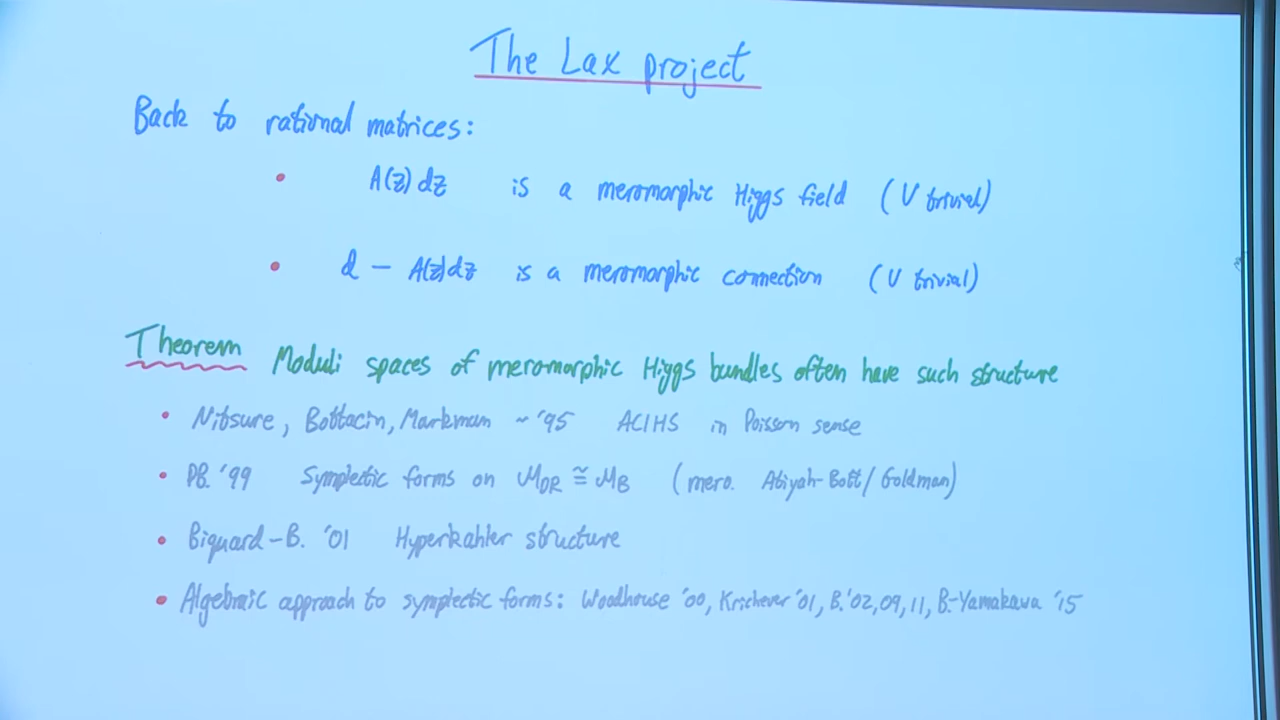 The Lax project
Back to rational matrices:
• A(z) dz is a meromorphic Higgs field (V trivial)
• d − A(z)dz is a meromorphic connection (V trivial)
Theorem Moduli spaces of meromorphic Higgs bundles often have such structure
• Nitsure, Bottacin, Markman ~ '95 ACIHS in Poisson sense
• PB. '99 Symplectic forms on M_DR ≅ M_B (mero. Atiyah-Bott/Goldman)
• Biquard-B. '01 Hyperkahler structure
• Algebraic approach to symplectic forms: Woodhouse '00, Krichever '01, B.'02,09,11, B.-Yamakawa '15